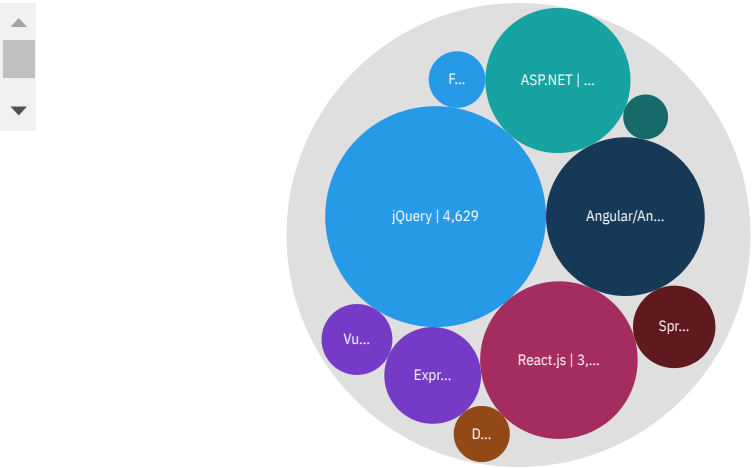 F...
ASP.NET | ...
jQuery | 4,629
Angular/An...
Spr...
Vu...
React.js | 3,...
Expr...
D...